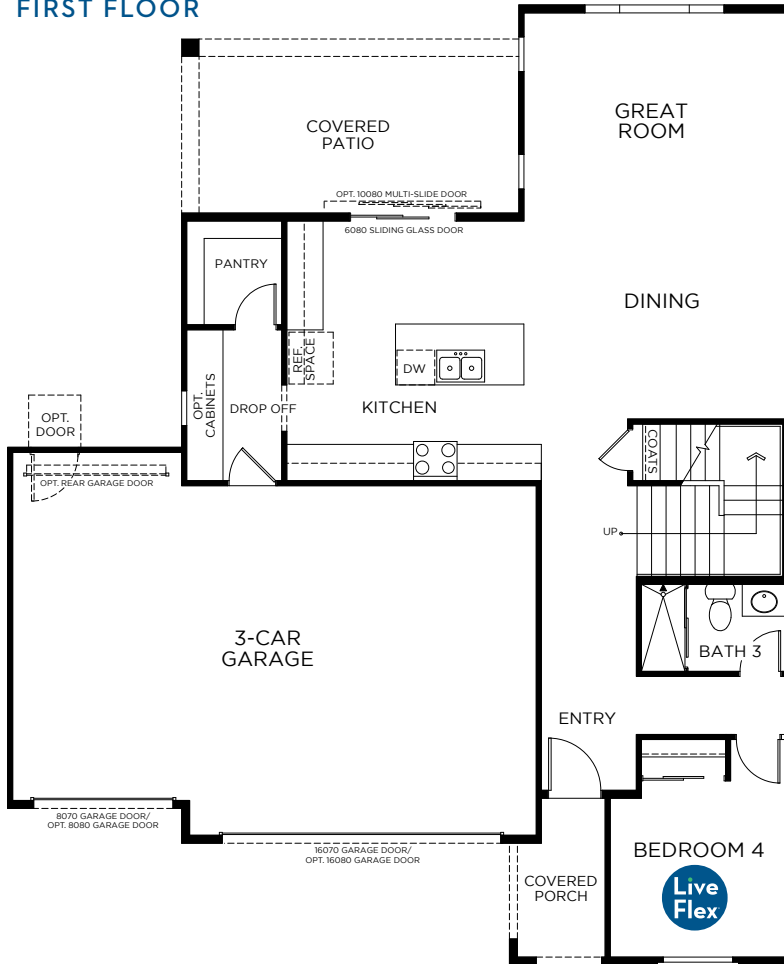 FIRST FLOOR
GREAT
ROOM
COVERED
PATIO
OPT. 10080 MULTI-SLIDE DOOR
6080 SLIDING GLASS DOOR
PANTRY
DINING
REF.
SPACE
DW
OPT.
CABINETS
DROP OFF
KITCHEN
OPT.
DOOR
COATS
OPT. REAR GARAGE DOOR
UP
3-CAR
GARAGE
BATH 3
ENTRY
8070 GARAGE DOOR/
OPT. 8080 GARAGE DOOR
16070 GARAGE DOOR/
OPT. 16080 GARAGE DOOR
BEDROOM 4
COVERED
PORCH
Live
Flex